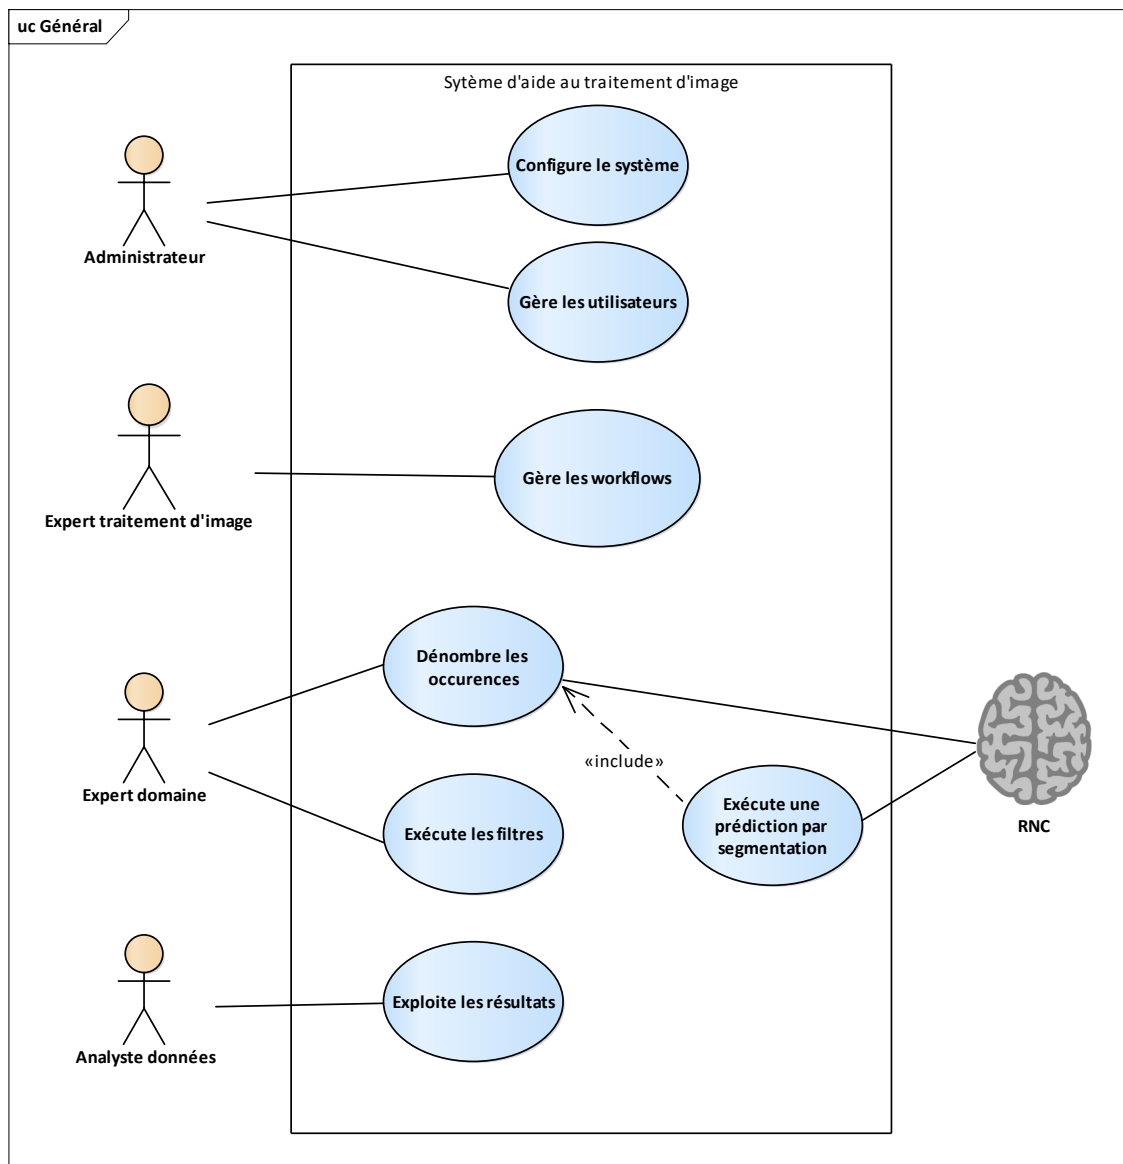 uc Général
Sytème d'aide au traitement d'image
Configure le système
Administrateur
Gère les utilisateurs
Gère les workflows
Expert traitement d'image
Dénombre les
occurences
«include»
Expert domaine
Exécute les filtres
Exécute une
prédiction par
segmentation
RNC
Exploite les résultats
Analyste données